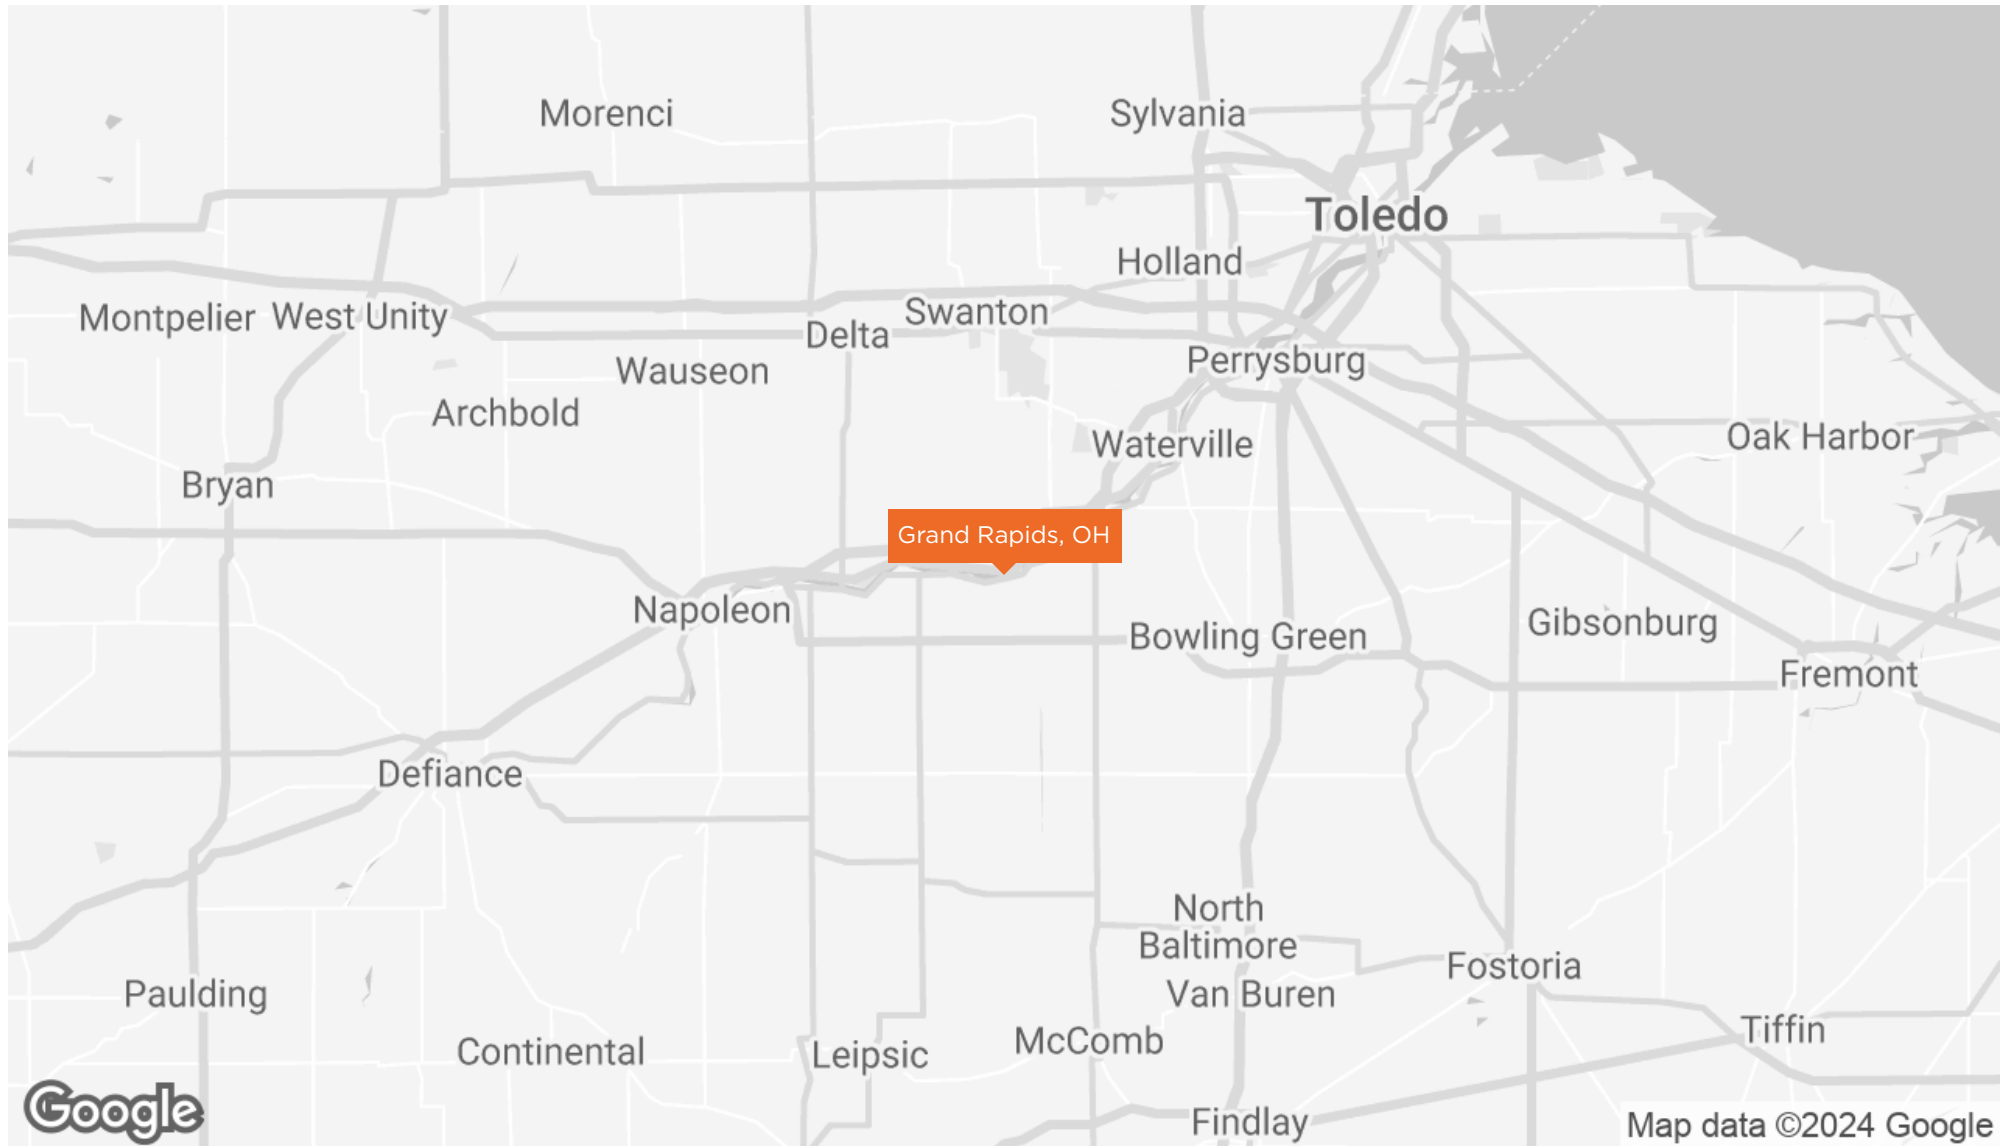 Morenci
Sylvania
Toledo
Holland
Montpelier
West Unity
Swanton
Delta
Perrysburg
Wauseon
Archbold
Waterville
Oak Harbor
Bryan
Grand Rapids, OH
Napoleon
Bowling Green
Gibsonburg
Fremont
Defiance
North
Baltimore
Fostoria
Paulding
Van Buren
Tiffin
Continental
Leipsic
McComb
Google
Findlay
Map data ©2024 Google